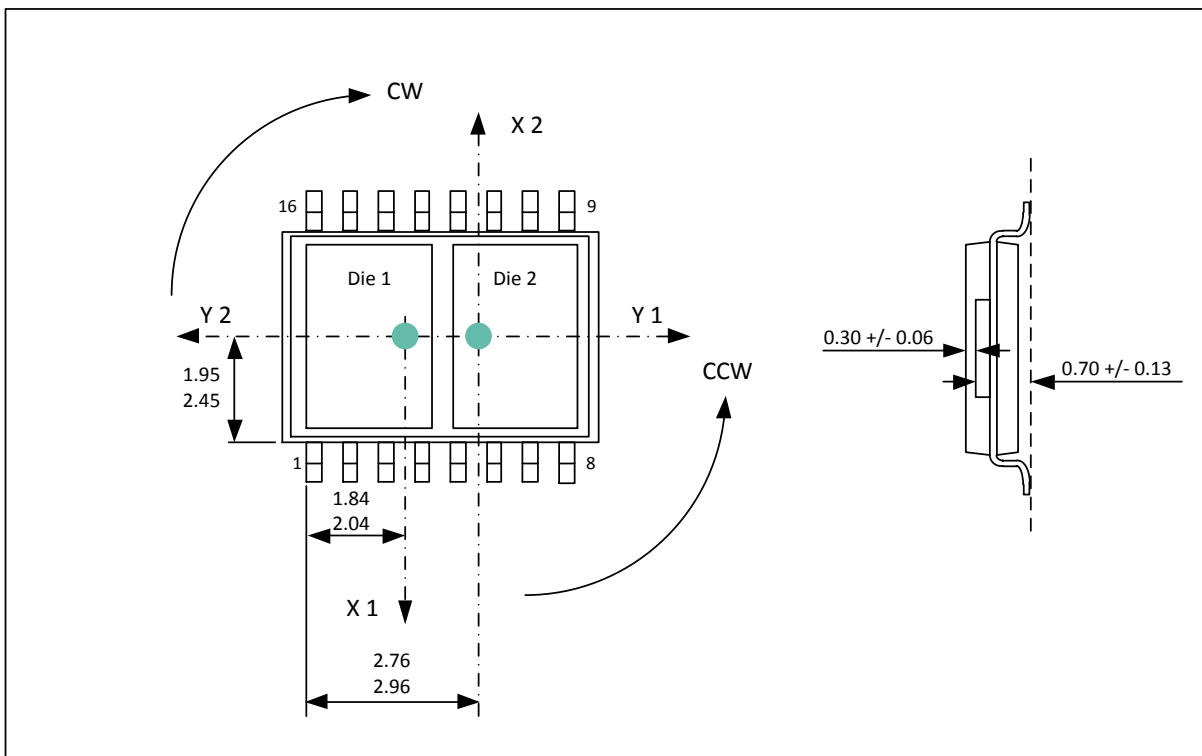 CW
X 2
16
9
Die 1
Die 2
Y 2
Y 1
1.95
2.45
CCW
1
8
1.84
2.04
X 1
2.76
2.96
0.30 +/- 0.06
0.70 +/- 0.13